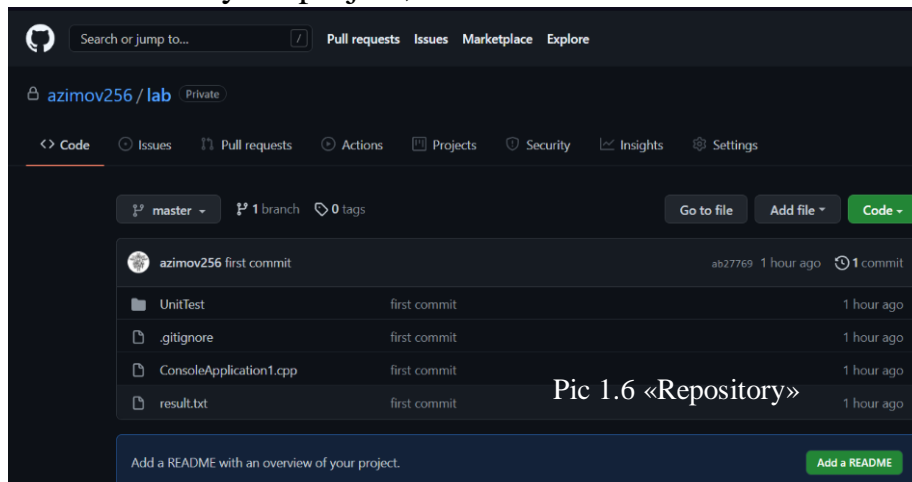 Search or jump to... / Pull requests Issues Marketplace Explore
azimov256 / lab Private
<> Code Issues Pull requests Actions Projects Security Insights Settings
master 1 branch 0 tags Go to file Add file Code
azimov256 first commit ab27769 1 hour ago 1 commit
UnitTest first commit 1 hour ago
.gitignore first commit 1 hour ago
ConsoleApplication1.cpp first commit 1 hour ago
Pic 1.6 «Repository»
result.txt first commit 1 hour ago
Add a README with an overview of your project. Add a README